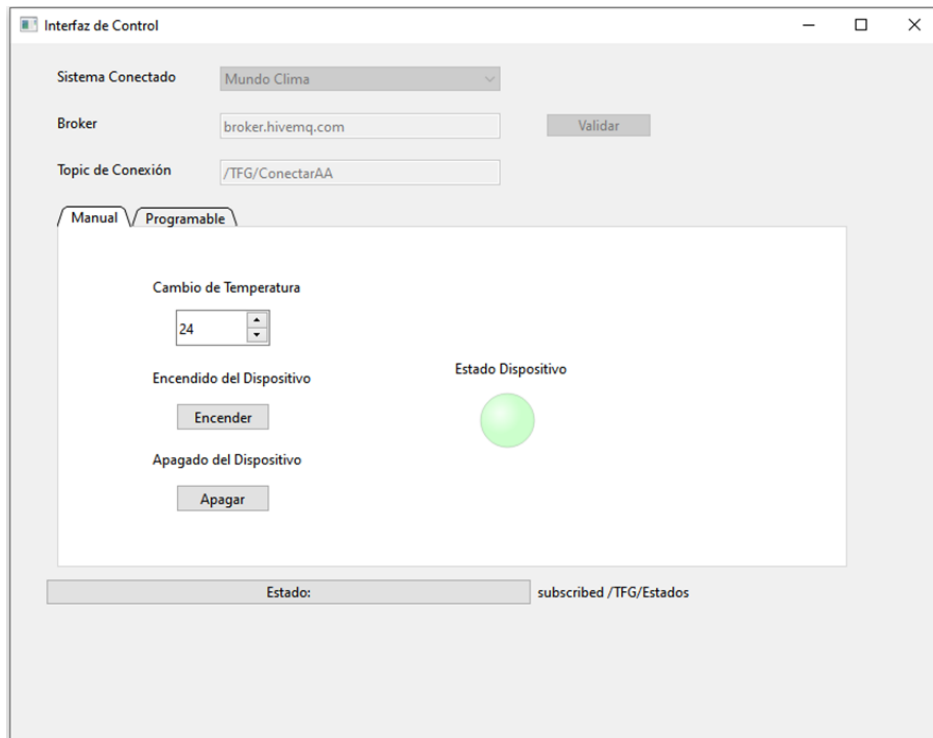 Interfaz de Control
Sistema Conectado Mundo Clima
Broker broker.hivemq.com Validar
Topic de Conexión /TFG/ConectarAA
Manual Programable
Cambio de Temperatura
24
Encendido del Dispositivo
Estado Dispositivo
Encender
Apagado del Dispositivo
Apagar
Estado: subscribed /TFG/Estados